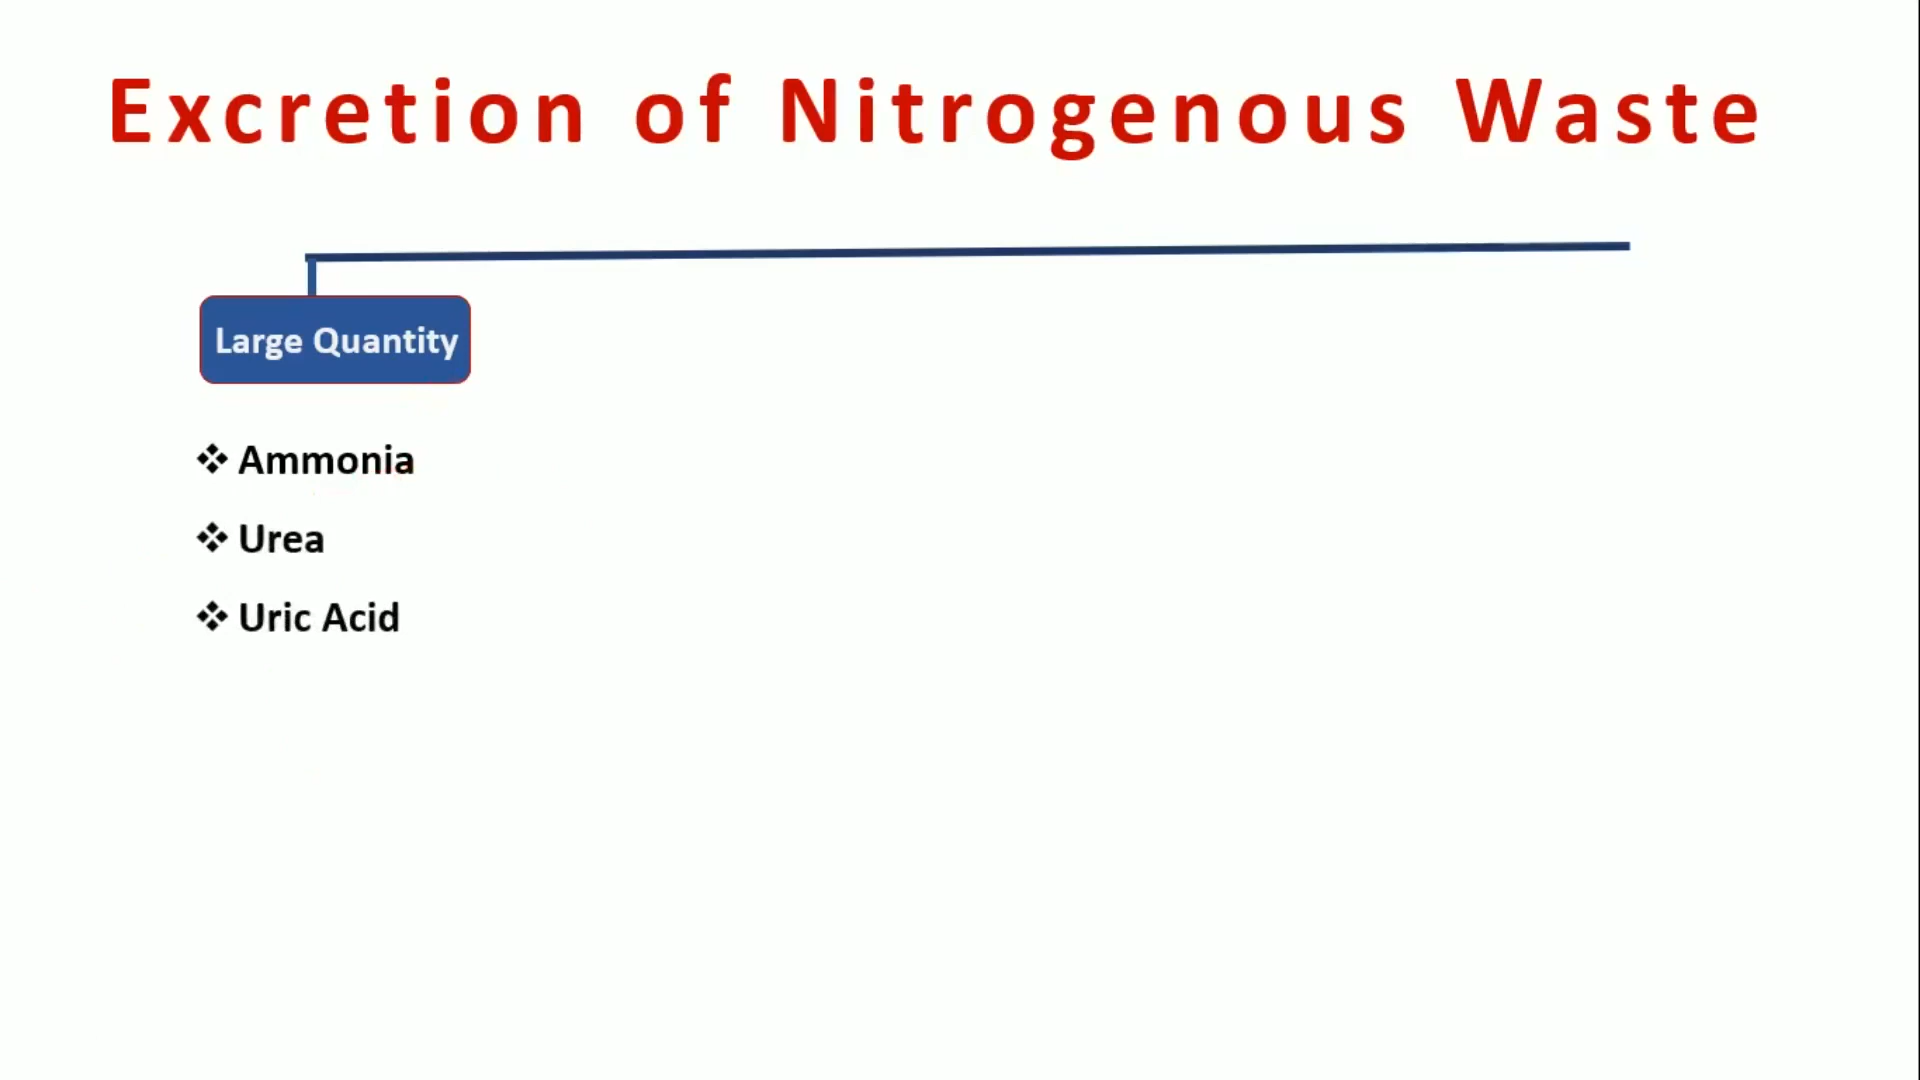 Excretion of Nitrogenous Waste
Large Quantity
Ammonia
Urea
Uric Acid